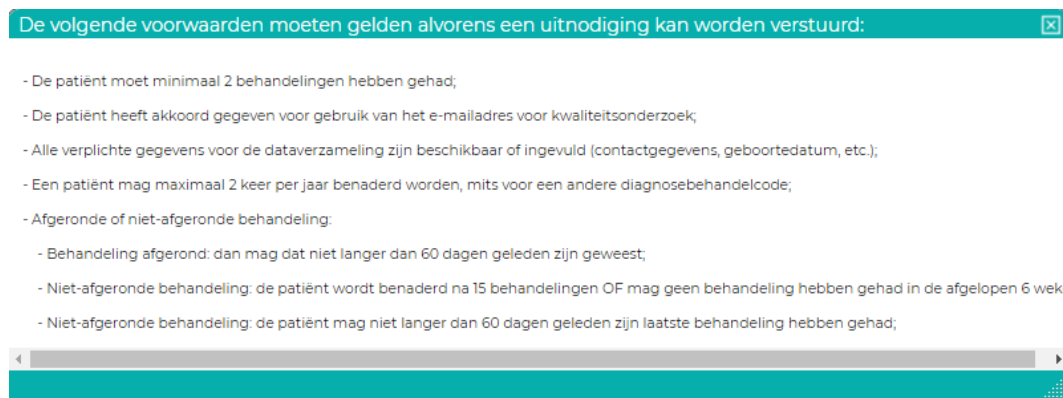 De volgende voorwaarden moeten gelden alvorens een uitnodiging kan worden verstuurd:
- De patiënt moet minimaal 2 behandelingen hebben gehad;
- De patiënt heeft akkoord gegeven voor gebruik van het e-mailadres voor kwaliteitsonderzoek;
- Alle verplichte gegevens voor de dataverzameling zijn beschikbaar of ingevuld (contactgegevens, geboortedatum, etc.);
- Een patiënt mag maximaal 2 keer per jaar benaderd worden, mits voor een andere diagnosebehandelcode;
- Afgeronde of niet-afgeronde behandeling:
- Behandeling afgerond: dan mag dat niet langer dan 60 dagen geleden zijn geweest;
- Niet-afgeronde behandeling: de patiënt wordt benaderd na 15 behandelingen OF mag geen behandeling hebben gehad in de afgelopen 6 wek
- Niet-afgeronde behandeling: de patiënt mag niet langer dan 60 dagen geleden zijn laatste behandeling hebben gehad;